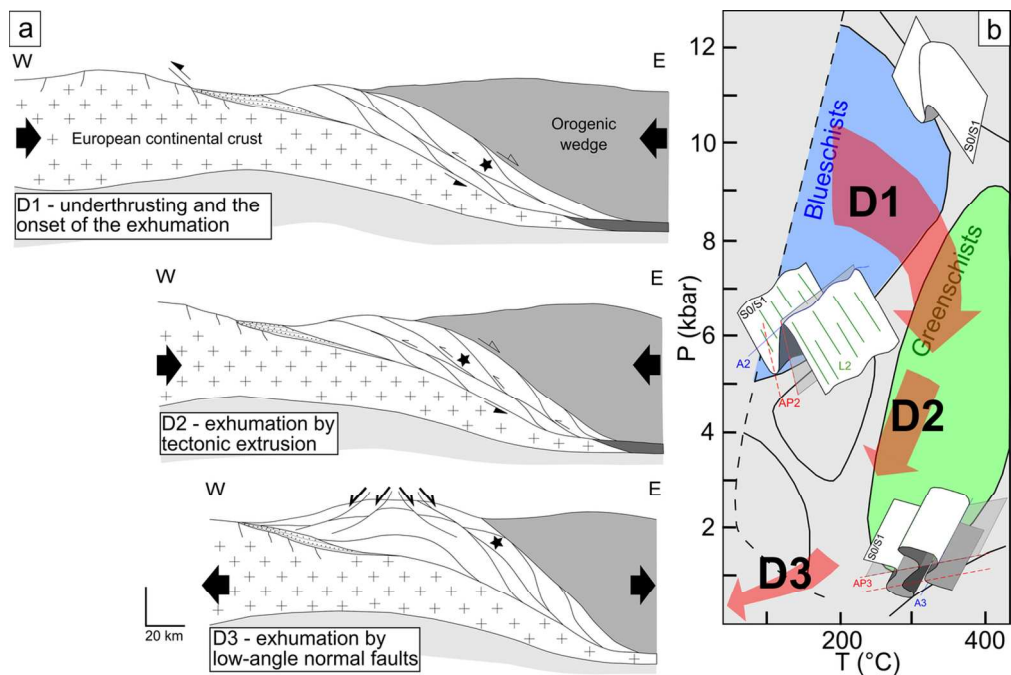 a
W
E
European continental crust
Orogenic
wedge
D1 - underthrusting and the
onset of the exhumation
W
E
D2 - exhumation by
tectonic extrusion
W
E
20 km
D3 - exhumation by
low-angle normal faults
b
P (kbar)
12
10
8
6
4
2
200
400
T (°C)
Blueschists
Greenschists
D1
D2
D3
S0/S1
S0/S1
A2
AP2
L2
S0/S1
AP3
A3